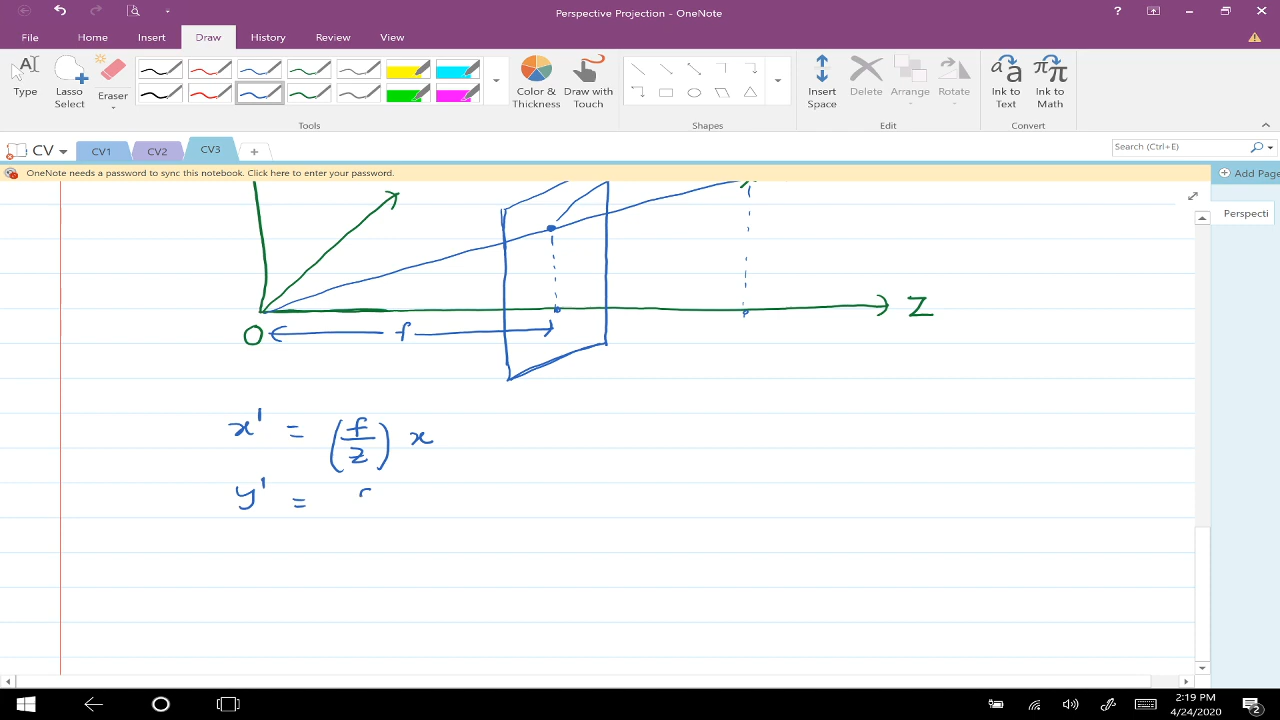 Perspective Projection - OneNote
?
File Home Insert Draw History Review View
Type
Lasso Select
Eraser
Color & Thickness
Draw with Touch
Insert Space
Delete
Arrange
Rotate
Ink to Text
Ink to Math
Tools
Shapes
Edit
Convert
CV
CV1 CV2 CV3 +
Search (Ctrl+E)
OneNote needs a password to sync this notebook. Click here to enter your password.
Add Page
Perspecti
Z
O
f
x' = (f/z) x
y' =
2:19 PM
4/24/2020
2